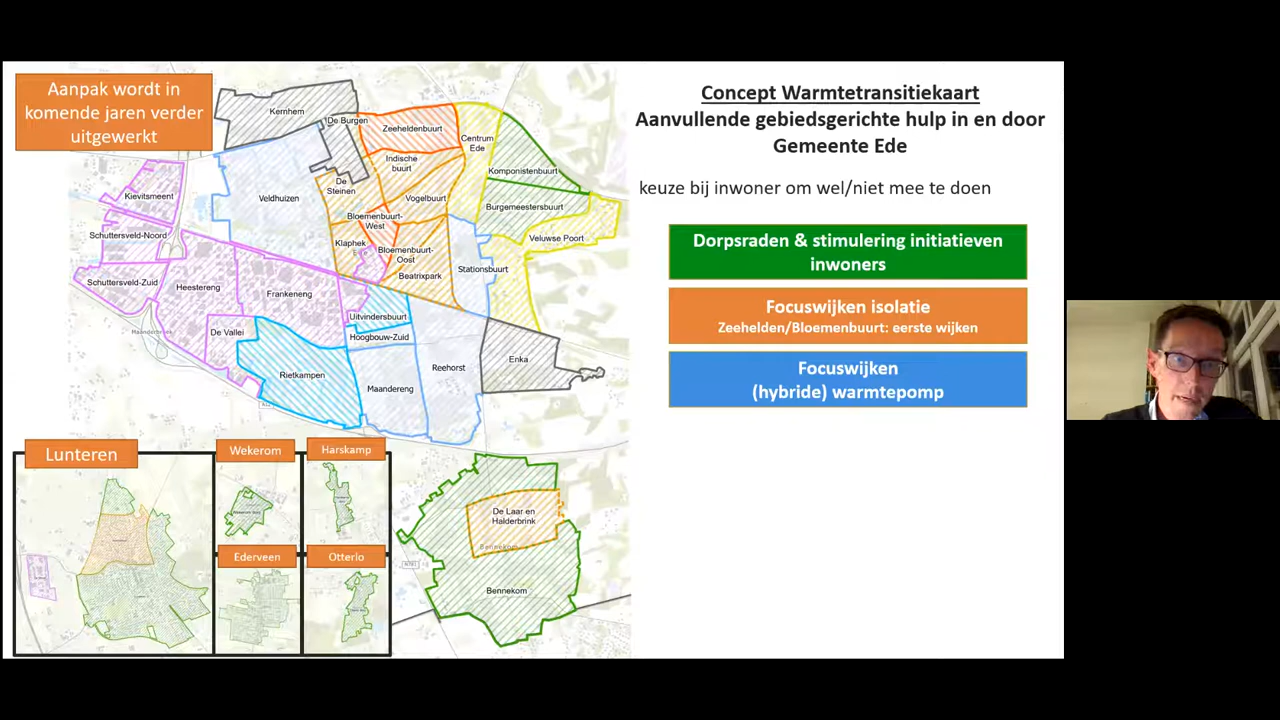 Aanpak wordt in
komende jaren verder
uitgewerkt
Concept Warmtetransitiekaart
Aanvullende gebiedsgerichte hulp in en door
Gemeente Ede
keuze bij inwoner om wel/niet mee te doen
Dorpsraden & stimulering initiatieven
inwoners
Focuswijken isolatie
Zeehelden/Bloemenbuurt: eerste wijken
Focuswijken
(hybride) warmtepomp
Kernhem
De Burgen
Zeeheldenbuurt
Centrum
Ede
Indische
buurt
Komponistenbuurt
De
Steinen
Kievitsmeent
Veldhuizen
Vogelbuurt
Burgemeestersbuurt
Bloemenbuurt-
West
Schuttersveld-Noord
Veluwse Poort
Klaphek
Bloemenbuurt-
Oost
Beatrixpark
Stationsbuurt
Schuttersveld-Zuid
Heestereng
Frankeneng
Uitvindersbuurt
De Vallei
Hoogbouw-Zuid
Enka
Reehorst
Rietkampen
Maandereng
Lunteren
Wekerom
Harskamp
Ederveen
Otterlo
De Laar en
Halderbrink
Bennekom
Bennekom